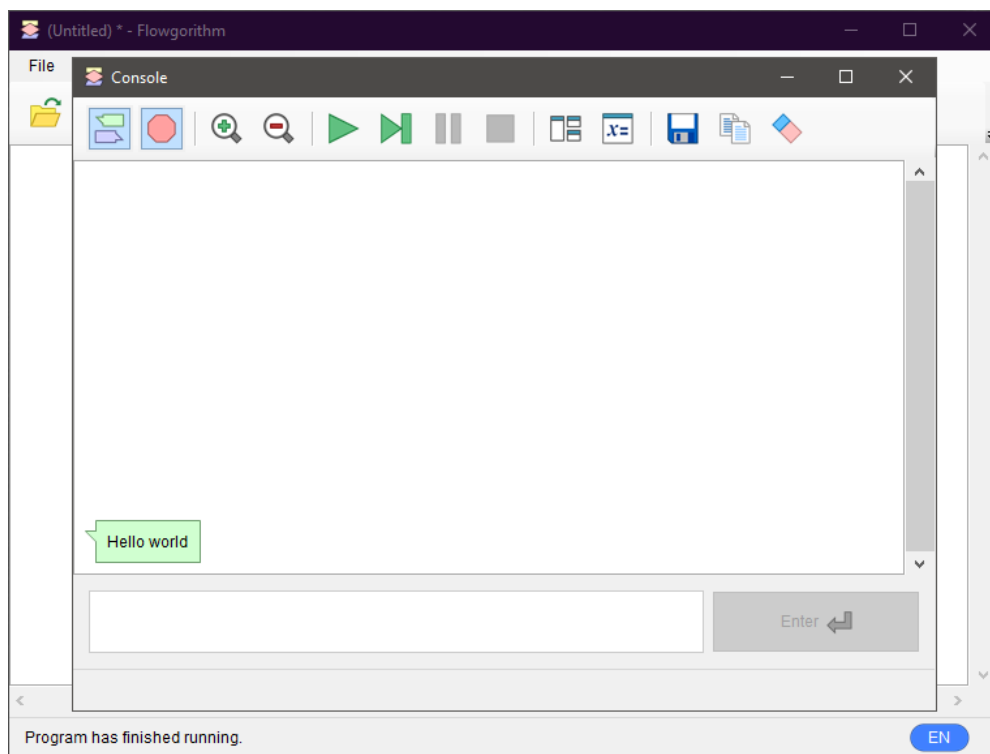 (Untitled) * - Flowgorithm
File
Console
x=
Hello world
Enter
Program has finished running.
EN